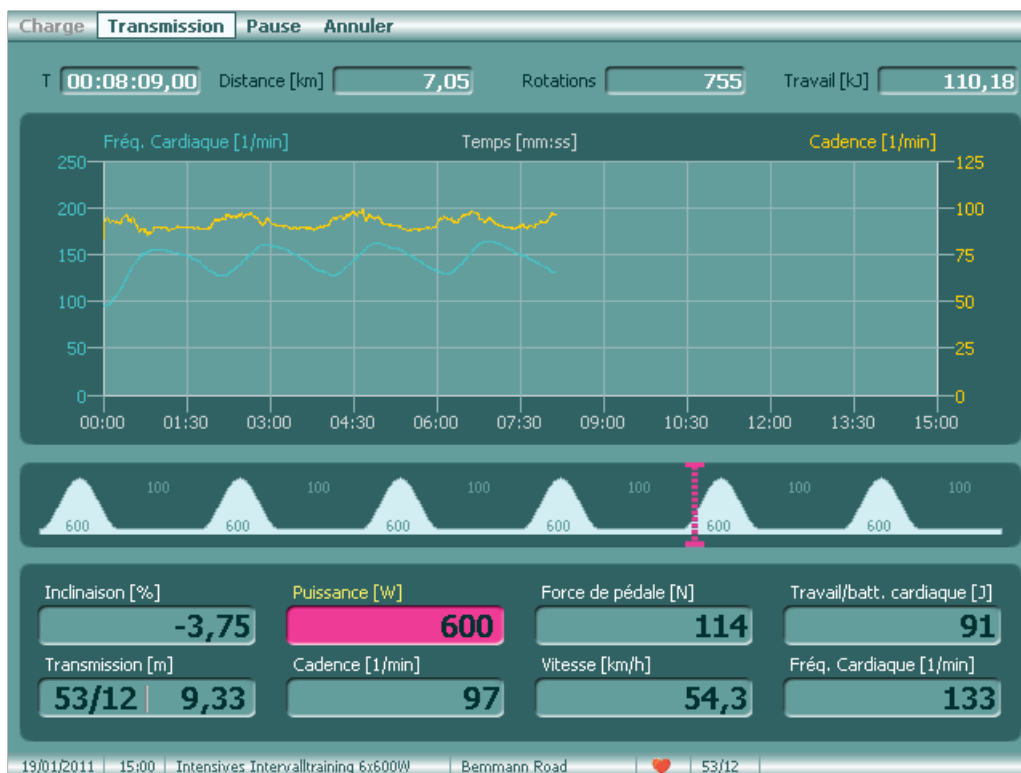 Charge Transmission Pause Annuler
T 00:08:09,00 Distance [km] 7,05 Rotations 755 Travail [kJ] 110,18
Fréq. Cardiaque [1/min] Temps [mm:ss] Cadence [1/min]
250 125
200 100
150 75
100 50
50 25
0 0
00:00 01:30 03:00 04:30 06:00 07:30 09:00 10:30 12:00 13:30 15:00
100 100 100 100 100 100
600 600 600 600 600 600
Inclinaison [%] Puissance [W] Force de pédale [N] Travail/batt. cardiaque [J]
-3,75 600 114 91
Transmission [m] Cadence [1/min] Vitesse [km/h] Fréq. Cardiaque [1/min]
53/12 9,33 97 54,3 133
19/01/2011 15:00 Intensives Intervalltraining 6x600W Bemmann Road 53/12